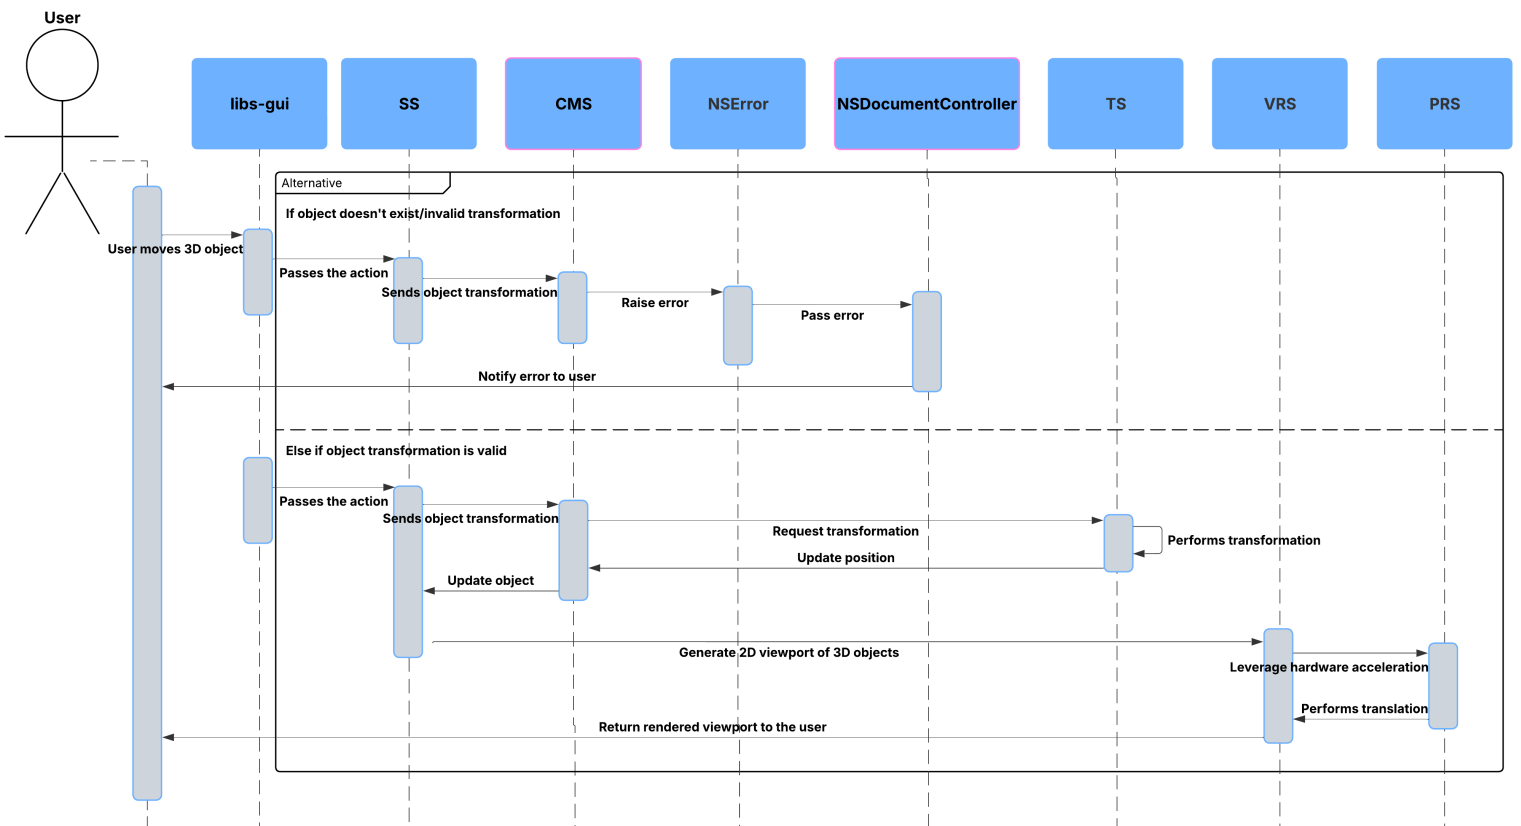 User
libs-gui
SS
CMS
NSError
NSDocumentController
TS
VRS
PRS
Alternative
If object doesn't exist/invalid transformation
User moves 3D object
Passes the action
Sends object transformation
Raise error
Pass error
Notify error to user
Else if object transformation is valid
Passes the action
Sends object transformation
Request transformation
Performs transformation
Update position
Update object
Generate 2D viewport of 3D objects
Leverage hardware acceleration
Performs translation
Return rendered viewport to the user